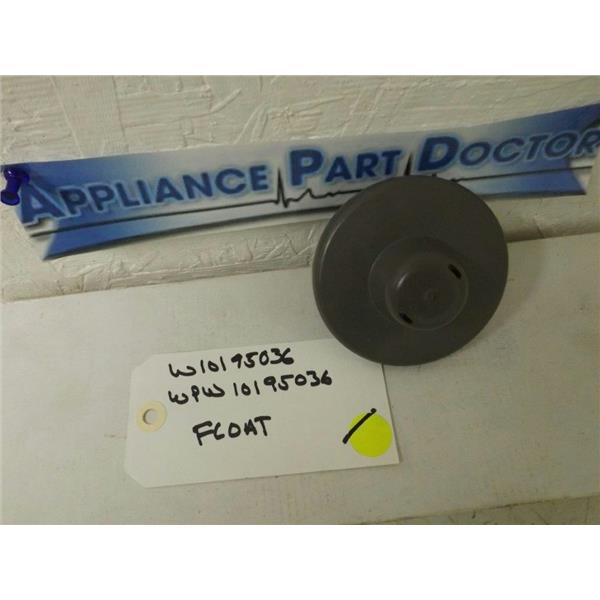 APPLIANCE PART DOCTOR
W10195036
WPW10195036
FLOAT